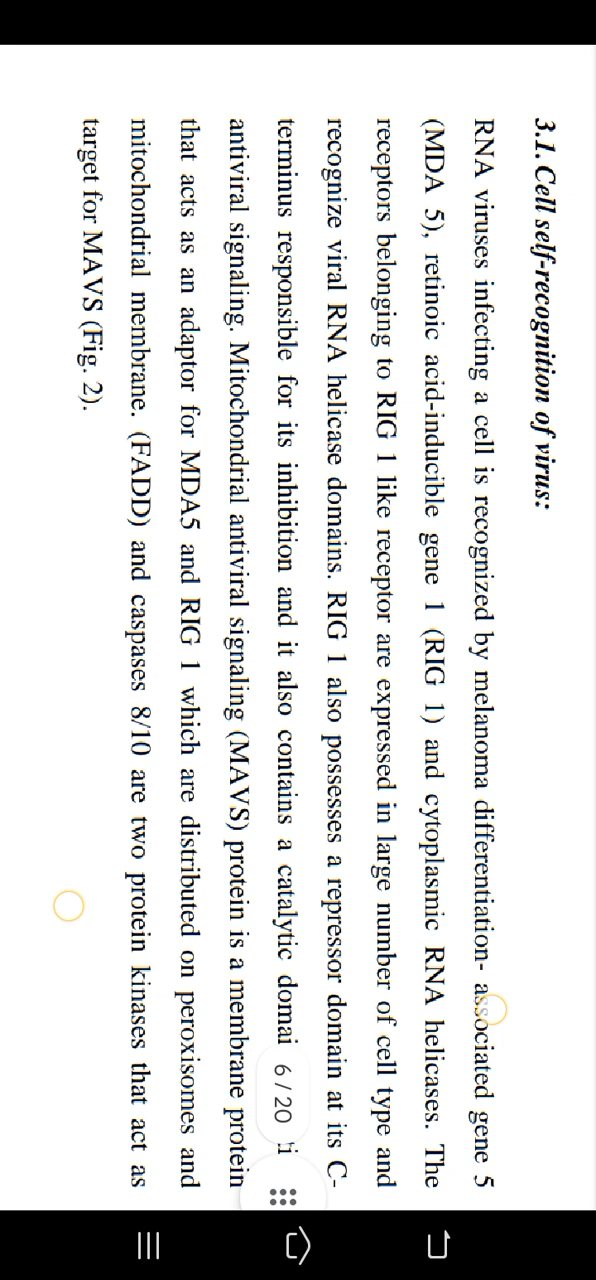 3.1. Cell self-recognition of virus:
RNA viruses infecting a cell is recognized by melanoma differentiation- associated gene 5
(MDA 5), retinoic acid-inducible gene 1 (RIG 1) and cytoplasmic RNA helicases. The
receptors belonging to RIG 1 like receptor are expressed in large number of cell type and
recognize viral RNA helicase domains. RIG 1 also possesses a repressor domain at its C-
terminus responsible for its inhibition and it also contains a catalytic domai
antiviral signaling. Mitochondrial antiviral signaling (MAVS) protein is a membrane protein
that acts as an adaptor for MDA5 and RIG 1 which are distributed on peroxisomes and
mitochondrial membrane. (FADD) and caspases 8/10 are two protein kinases that act as
target for MAVS (Fig. 2).
6 / 20